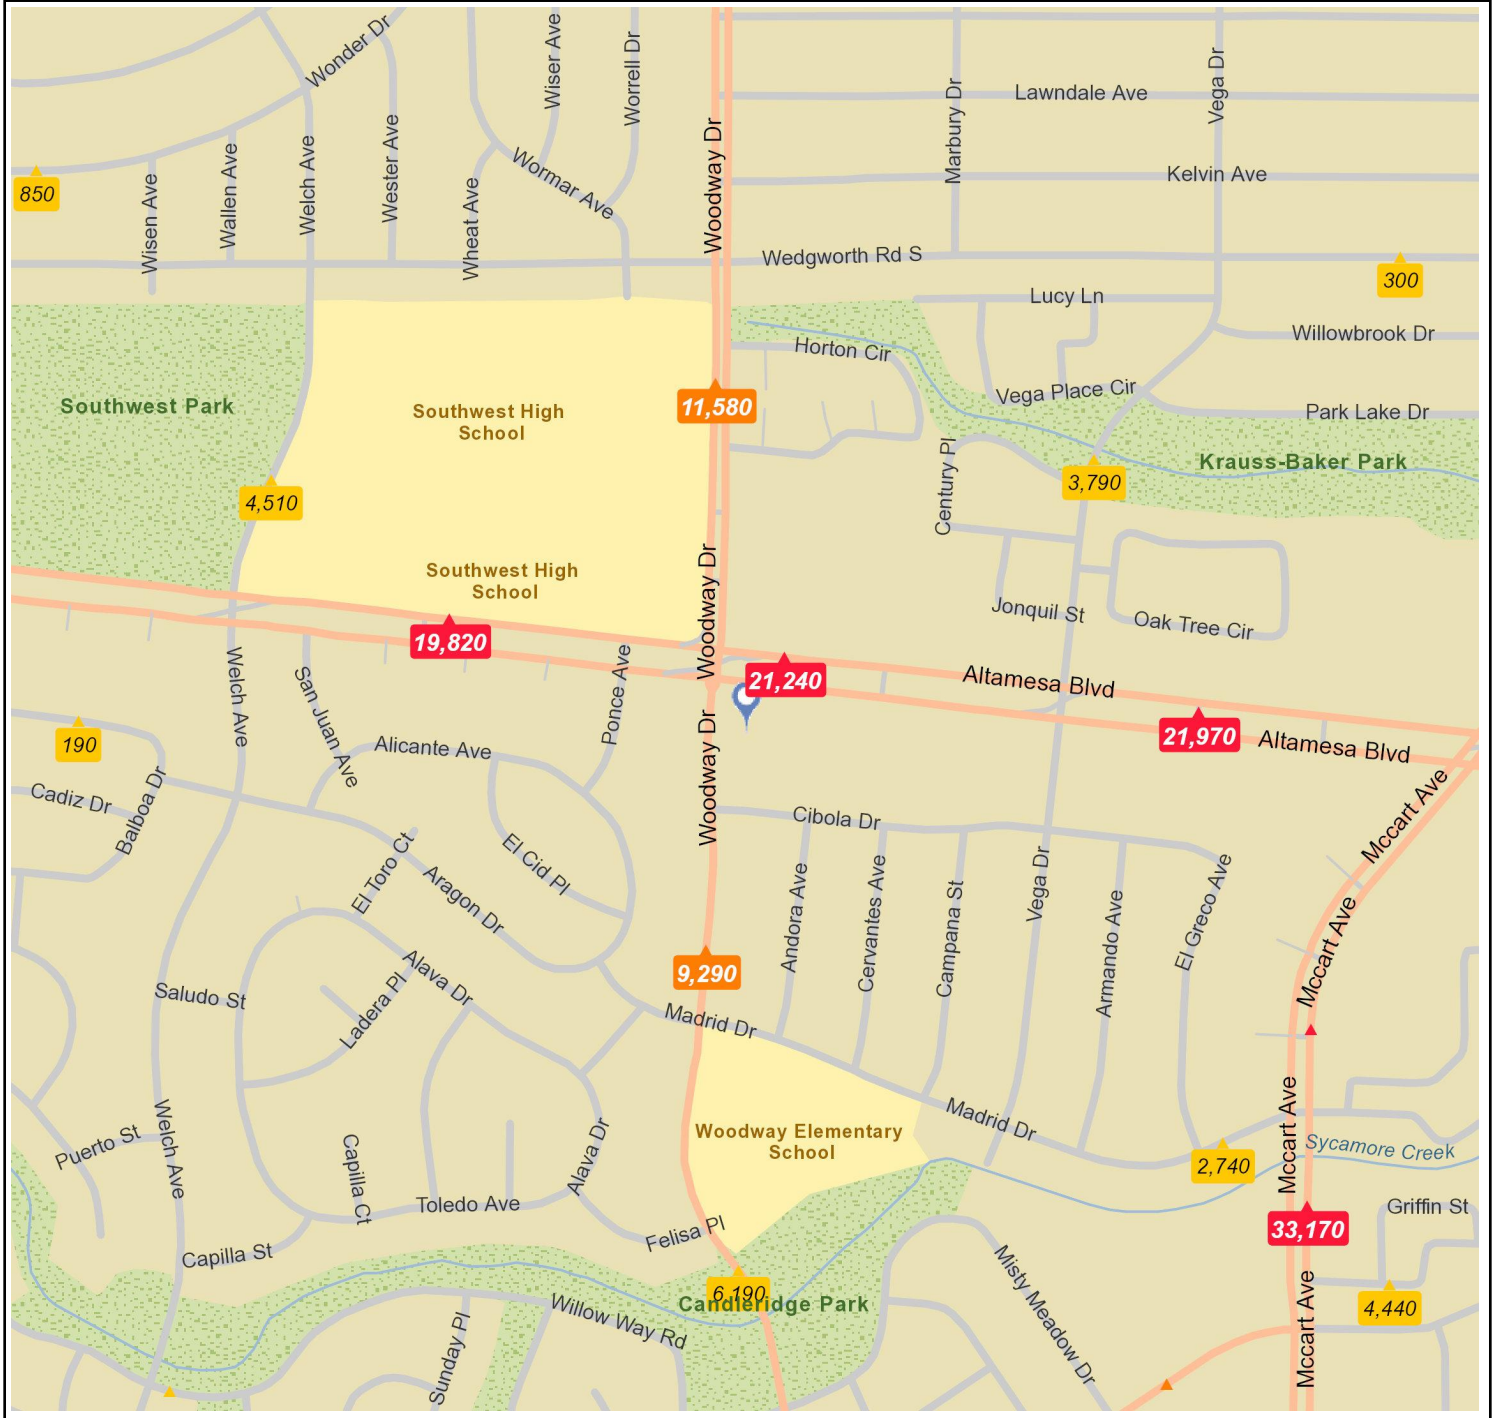 Wonder Dr
Wiser Ave
Worrell Dr
Woodway Dr
Marbury Dr
Lawndale Ave
Vega Dr
850
Wisen Ave
Wallen Ave
Welch Ave
Wester Ave
Wheat Ave
Wormar Ave
Kelvin Ave
Wedgworth Rd S
300
Lucy Ln
Willowbrook Dr
Horton Cir
Vega Place Cir
Park Lake Dr
Southwest Park
Southwest High
School
11,580
Krauss-Baker Park
4,510
Century Pl
3,790
Southwest High
School
Woodway Dr
Jonquil St
Oak Tree Cir
19,820
21,240
Altamesa Blvd
Welch Ave
San Juan Ave
Ponce Ave
190
Alicante Ave
Woodway Dr
21,970
Altamesa Blvd
Cadiz Dr
Balboa Dr
Cibola Dr
Mccart Ave
El Toro Ct
El Cid Pl
Aragon Dr
Andora Ave
Cervantes Ave
Campana St
Vega Dr
Armando Ave
El Greco Ave
Mccart Ave
Saludo St
Ladera Pl
Alava Dr
9,290
Madrid Dr
Puerto St
Welch Ave
Capilla Ct
Alava Dr
Woodway Elementary
School
Madrid Dr
2,740
Mccart Ave
Sycamore Creek
Toledo Ave
Felisa Pl
33,170
Griffin St
Capilla St
6,190
Candleridge Park
Misty Meadow Dr
4,440
Sunday Pl
Willow Way Rd
Mccart Ave